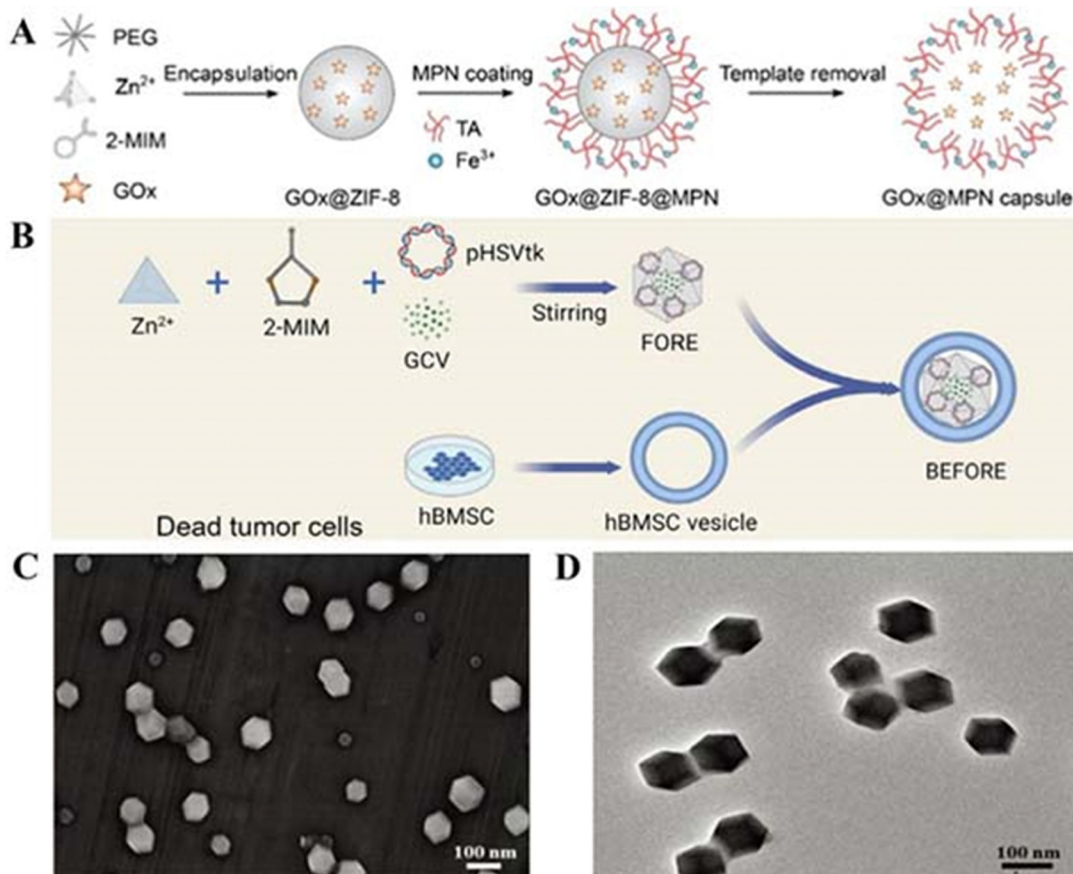 A
PEG
Zn²⁺
2-MIM
GOx
Encapsulation
GOx@ZIF-8
MPN coating
TA
Fe³⁺
GOx@ZIF-8@MPN
Template removal
GOx@MPN capsule
B
Zn²⁺
2-MIM
pHSVtk
GCV
Stirring
FORE
hBMSC
hBMSC vesicle
BEFORE
Dead tumor cells
C
100 nm
D
100 nm